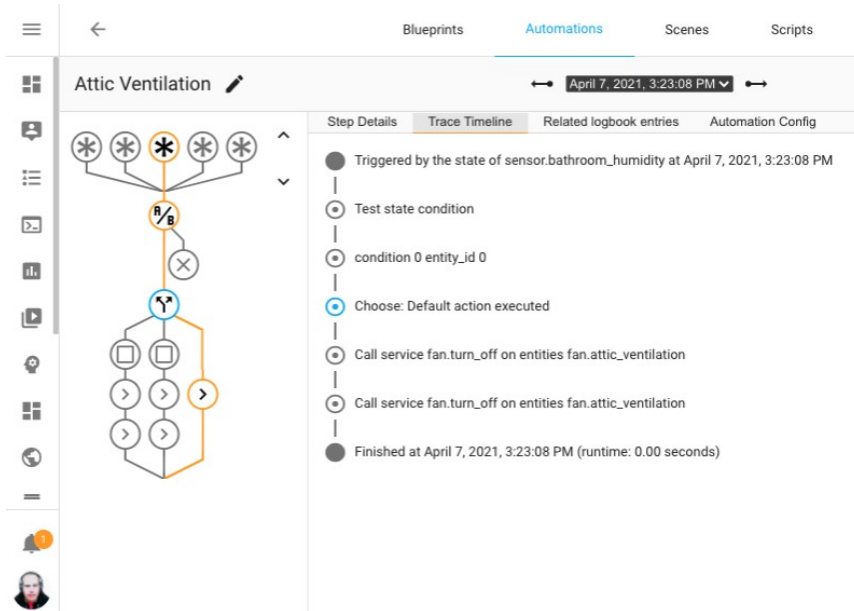 Blueprints Automations Scenes Scripts
Attic Ventilation April 7, 2021, 3:23:08 PM
Step Details Trace Timeline Related logbook entries Automation Config
Triggered by the state of sensor.bathroom_humidity at April 7, 2021, 3:23:08 PM
A/B
Test state condition
condition 0 entity_id 0
Choose: Default action executed
Call service fan.turn_off on entities fan.attic_ventilation
Call service fan.turn_off on entities fan.attic_ventilation
Finished at April 7, 2021, 3:23:08 PM (runtime: 0.00 seconds)
1